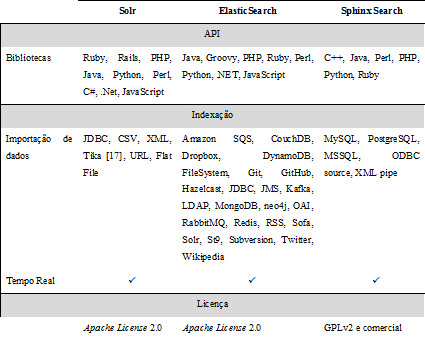 Solr ElasticSearch Sphinx Search
API
Bibliotecas Ruby, Rails, PHP, Java, Groovy, PHP, Ruby, Perl, C++, Java, Perl, PHP,
Java, Python, Perl, Python, .NET, JavaScript Python, Ruby
C#, .Net, JavaScript
Indexação
Importação de JDBC, CSV, XML, Amazon SQS, CouchDB, MySQL, PostgreSQL,
dados Tika [17], URL, Flat Dropbox, DynamoDB, MSSQL, ODBC
File FileSystem, Git, GitHub, source, XML pipe
Hazelcast, JDBC, JMS, Kafka,
LDAP, MongoDB, neo4j, OAI,
RabbitMQ, Redis, RSS, Sofa,
Solr, St9, Subversion, Twitter,
Wikipedia
Tempo Real ✓ ✓ ✓
Licença
Apache License 2.0 Apache License 2.0 GPLv2 e comercial